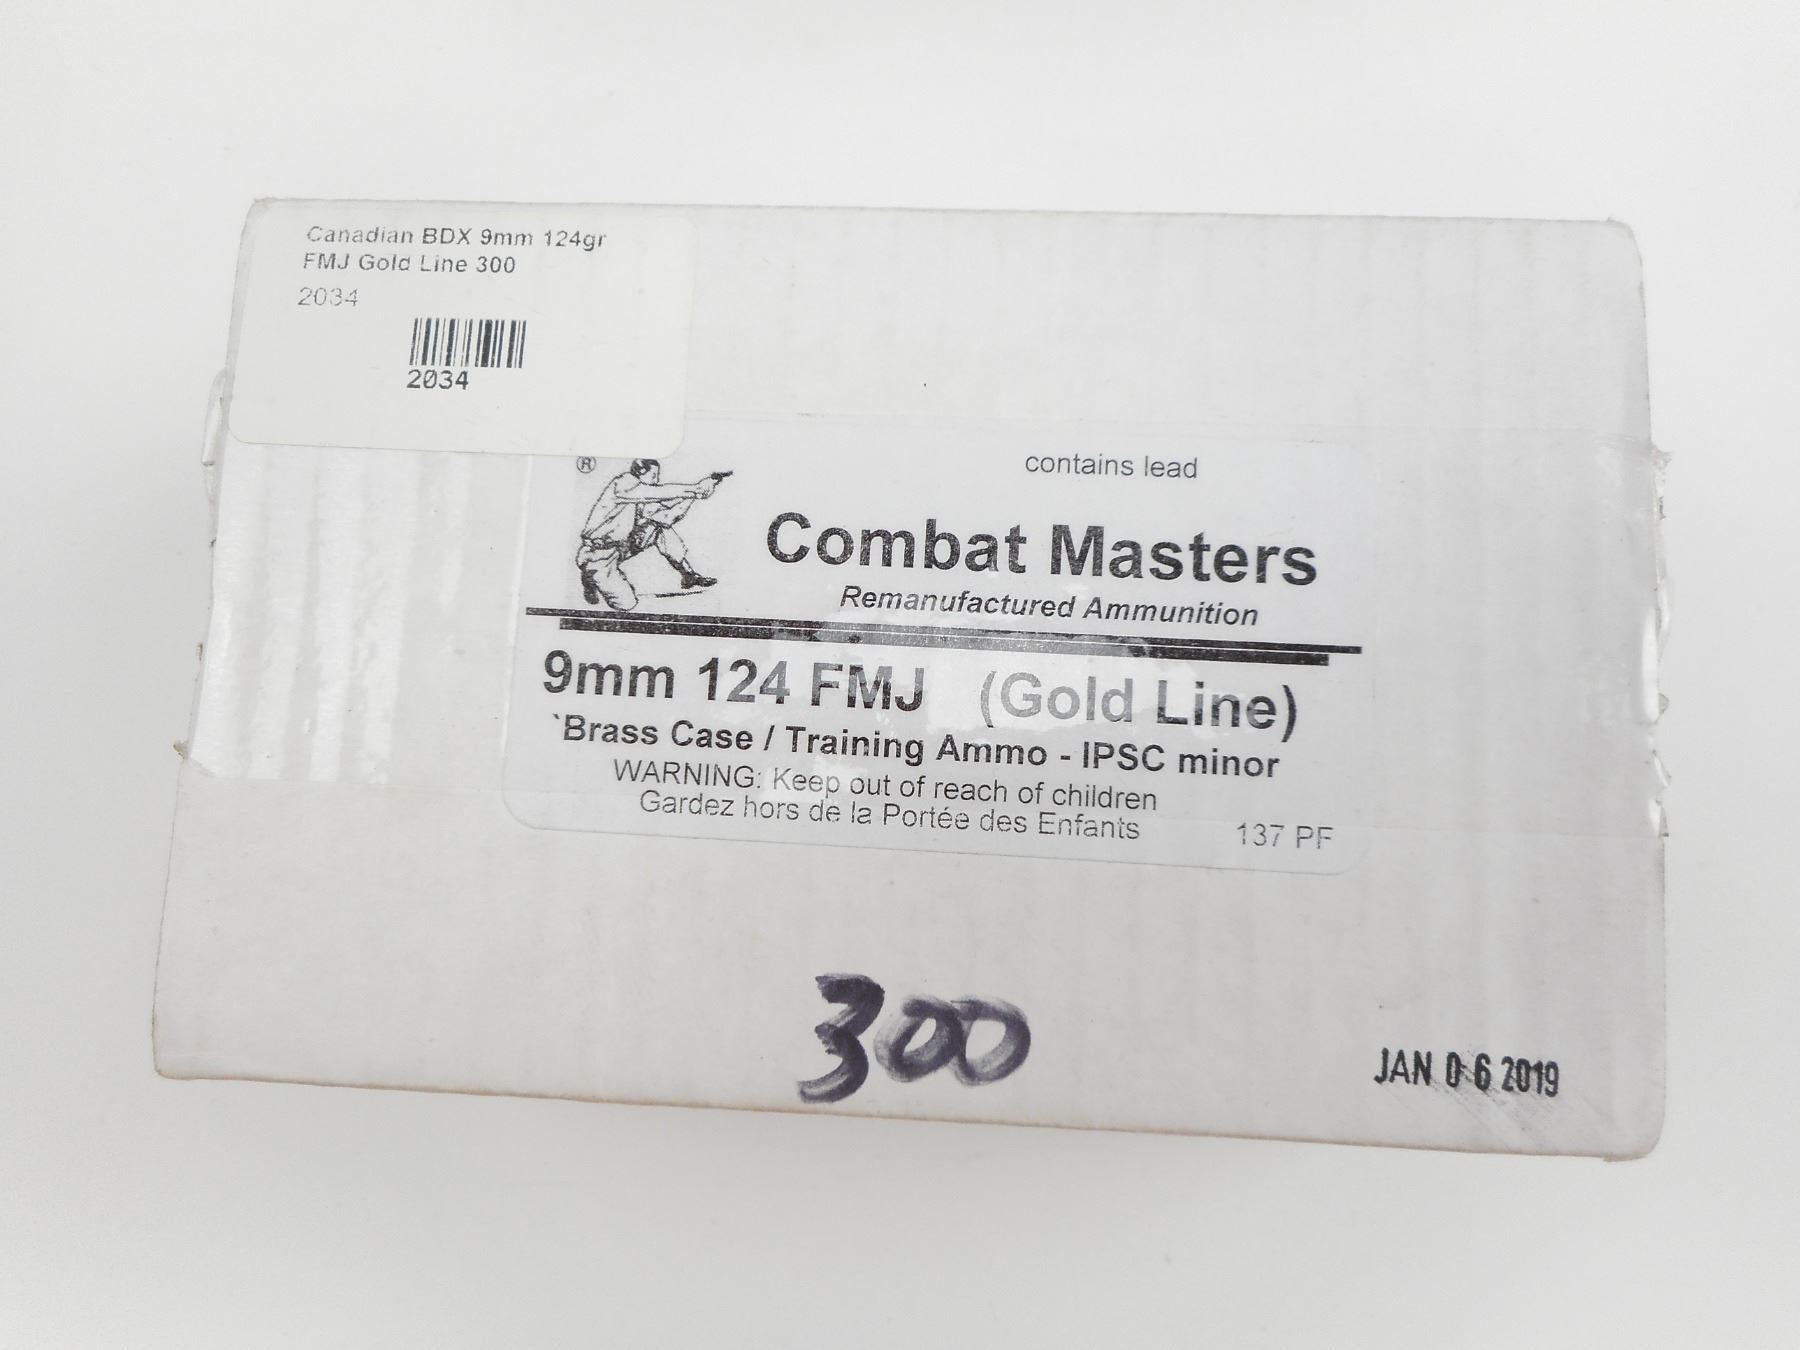 Canadian BDX 9mm 124gr
FMJ Gold Line 300
2034
2034
®
contains lead
Combat Masters
Remanufactured Ammunition
9mm 124 FMJ (Gold Line)
`Brass Case / Training Ammo - IPSC minor
WARNING: Keep out of reach of children
Gardez hors de la Portée des Enfants
137 PF
300
JAN 06 2019